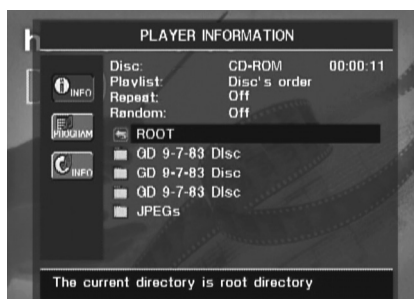 PLAYER INFORMATION
Disc: CD-ROM 00:00:11
Playlist: Disc's order
Repeat: Off
Random: Off
INFO
PROGRAM
INFO
ROOT
GD 9-7-83 DIsc
GD 9-7-83 DIsc
GD 9-7-83 DIsc
JPEGs
The current directory is root directory